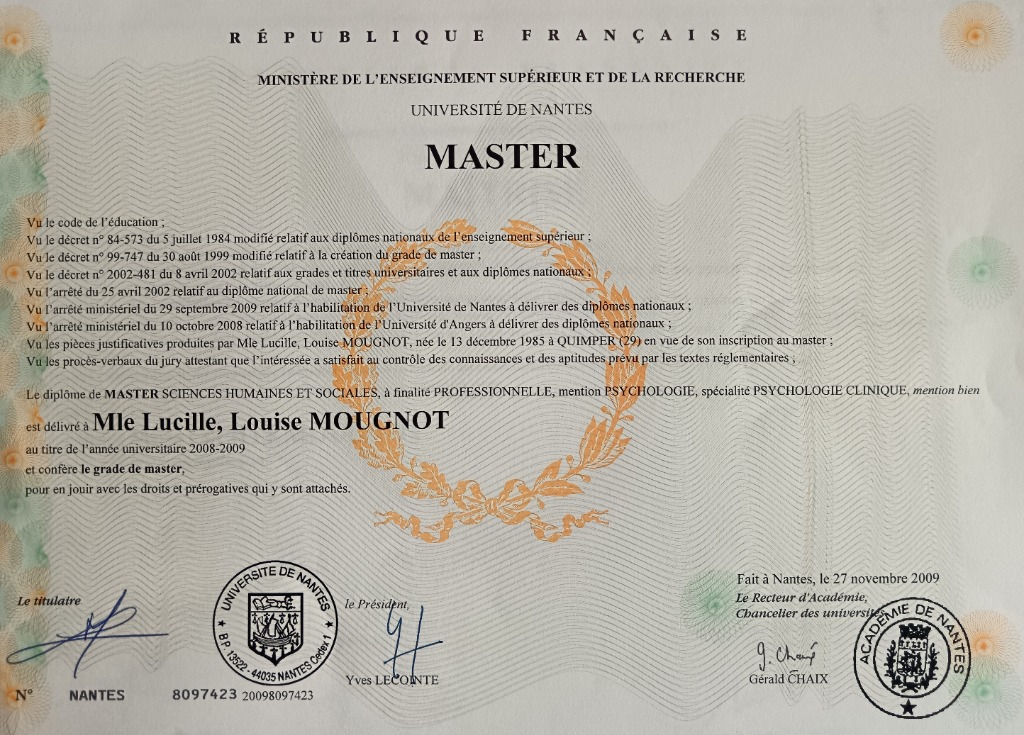 RÉPUBLIQUE FRANÇAISE
MINISTÈRE DE L'ENSEIGNEMENT SUPÉRIEUR ET DE LA RECHERCHE
UNIVERSITÉ DE NANTES
MASTER
Vu le code de l'éducation ;
Vu le décret n° 84-573 du 5 juillet 1984 modifié relatif aux diplômes nationaux de l'enseignement supérieur ;
Vu le décret n° 99-747 du 30 août 1999 modifié relatif à la création du grade de master ;
Vu le décret n° 2002-481 du 8 avril 2002 relatif aux grades et titres universitaires et aux diplômes nationaux ;
Vu l'arrêté du 25 avril 2002 relatif au diplôme national de master ;
Vu l'arrêté ministériel du 29 septembre 2009 relatif à l'habilitation de l'Université de Nantes à délivrer des diplômes nationaux ;
Vu l'arrêté ministériel du 10 octobre 2008 relatif à l'habilitation de l'Université d'Angers à délivrer des diplômes nationaux ;
Vu les pièces justificatives produites par Mle Lucille, Louise MOUGNOT, née le 13 décembre 1985 à QUIMPER (29) en vue de son inscription au master ;
Vu les procès-verbaux du jury attestant que l'intéressée a satisfait au contrôle des connaissances et des aptitudes prévu par les textes réglementaires ;
Le diplôme de MASTER SCIENCES HUMAINES ET SOCIALES, à finalité PROFESSIONNELLE, mention PSYCHOLOGIE, spécialité PSYCHOLOGIE CLINIQUE, mention bien
est délivré à Mle Lucille, Louise MOUGNOT
au titre de l'année universitaire 2008-2009
et confère le grade de master,
pour en jouir avec les droits et prérogatives qui y sont attachés.
Fait à Nantes, le 27 novembre 2009
Le titulaire
UNIVERSITE DE NANTES
B.P. 13522 - 44035 NANTES Cedex 1
le Président,
Yves LECOINTE
Le Recteur d'Académie,
Chancelier des universités
G. Chaix
Gérald CHAIX
ACADÉMIE DE NANTES
N° NANTES 8097423 20098097423